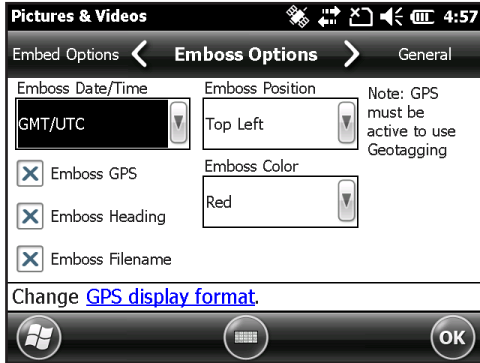 Pictures & Videos 4:57
Embed Options Emboss Options General
Emboss Date/Time
GMT/UTC
Emboss GPS
Emboss Heading
Emboss Filename
Emboss Position
Top Left
Emboss Color
Red
Note: GPS
must be
active to use
Geotagging
Change GPS display format.
OK